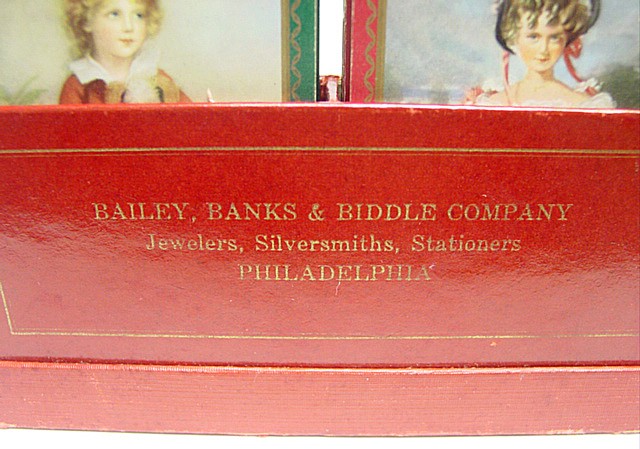 BAILEY, BANKS & BIDDLE COMPANY
Jewelers, Silversmiths, Stationers
PHILADELPHIA